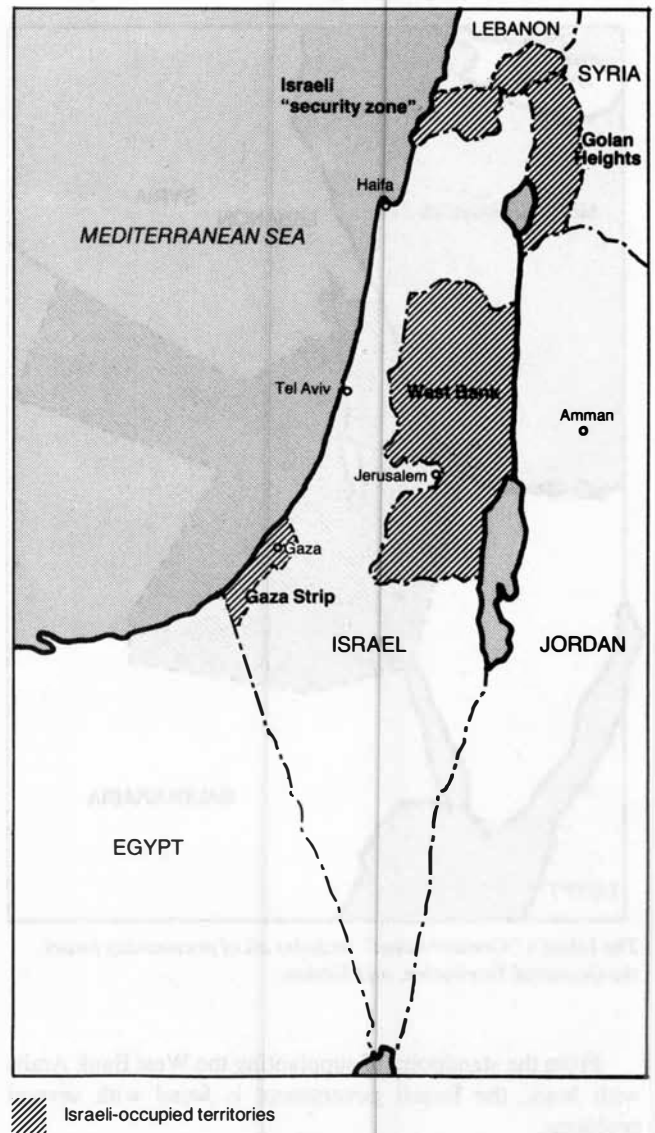 LEBANON
SYRIA
Israeli
"security zone"
Golan
Heights
Haifa
MEDITERRANEAN SEA
Tel Aviv
West Bank
Amman
Jerusalem
Gaza
Gaza Strip
ISRAEL
JORDAN
EGYPT
Israeli-occupied territories